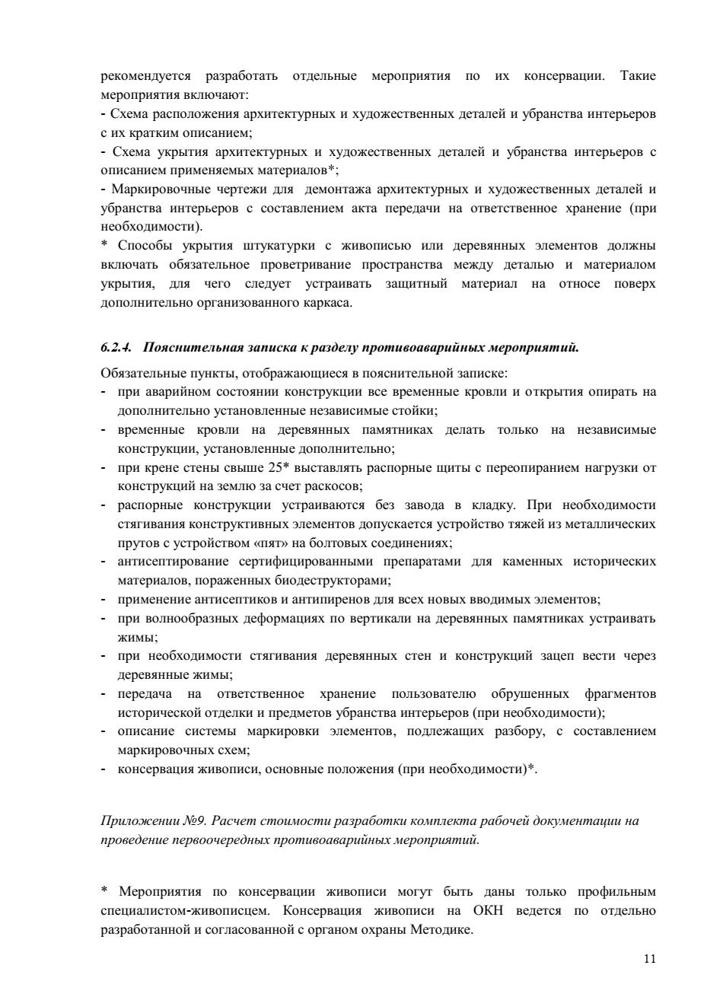 рекомендуется разработать отдельные мероприятия по их консервации. Такие
мероприятия включают:
- Схема расположения архитектурных и художественных деталей и убранства интерьеров
с их кратким описанием;
- Схема укрытия архитектурных и художественных деталей и убранства интерьеров с
описанием применяемых материалов*;
- Маркировочные чертежи для демонтажа архитектурных и художественных деталей и
убранства интерьеров с составлением акта передачи на ответственное хранение (при
необходимости).
* Способы укрытия штукатурки с живописью или деревянных элементов должны
включать обязательное проветривание пространства между деталью и материалом
укрытия, для чего следует устраивать защитный материал на относе поверх
дополнительно организованного каркаса.
6.2.4. Пояснительная записка к разделу противоаварийных мероприятий.
Обязательные пункты, отображающиеся в пояснительной записке:
- при аварийном состоянии конструкции все временные кровли и открытия опирать на
дополнительно установленные независимые стойки;
- временные кровли на деревянных памятниках делать только на независимые
конструкции, установленные дополнительно;
- при крене стены свыше 25* выставлять распорные щиты с переопиранием нагрузки от
конструкций на землю за счет раскосов;
- распорные конструкции устраиваются без завода в кладку. При необходимости
стягивания конструктивных элементов допускается устройство тяжей из металлических
прутов с устройством «пят» на болтовых соединениях;
- антисептирование сертифицированными препаратами для каменных исторических
материалов, пораженных биодеструкторами;
- применение антисептиков и антипиренов для всех новых вводимых элементов;
- при волнообразных деформациях по вертикали на деревянных памятниках устраивать
жимы;
- при необходимости стягивания деревянных стен и конструкций зацеп вести через
деревянные жимы;
- передача на ответственное хранение пользователю обрушенных фрагментов
исторической отделки и предметов убранства интерьеров (при необходимости);
- описание системы маркировки элементов, подлежащих разбору, с составлением
маркировочных схем;
- консервация живописи, основные положения (при необходимости)*.
Приложении №9. Расчет стоимости разработки комплекта рабочей документации на
проведение первоочередных противоаварийных мероприятий.
* Мероприятия по консервации живописи могут быть даны только профильным
специалистом-живописцем. Консервация живописи на ОКН ведется по отдельно
разработанной и согласованной с органом охраны Методике.
11